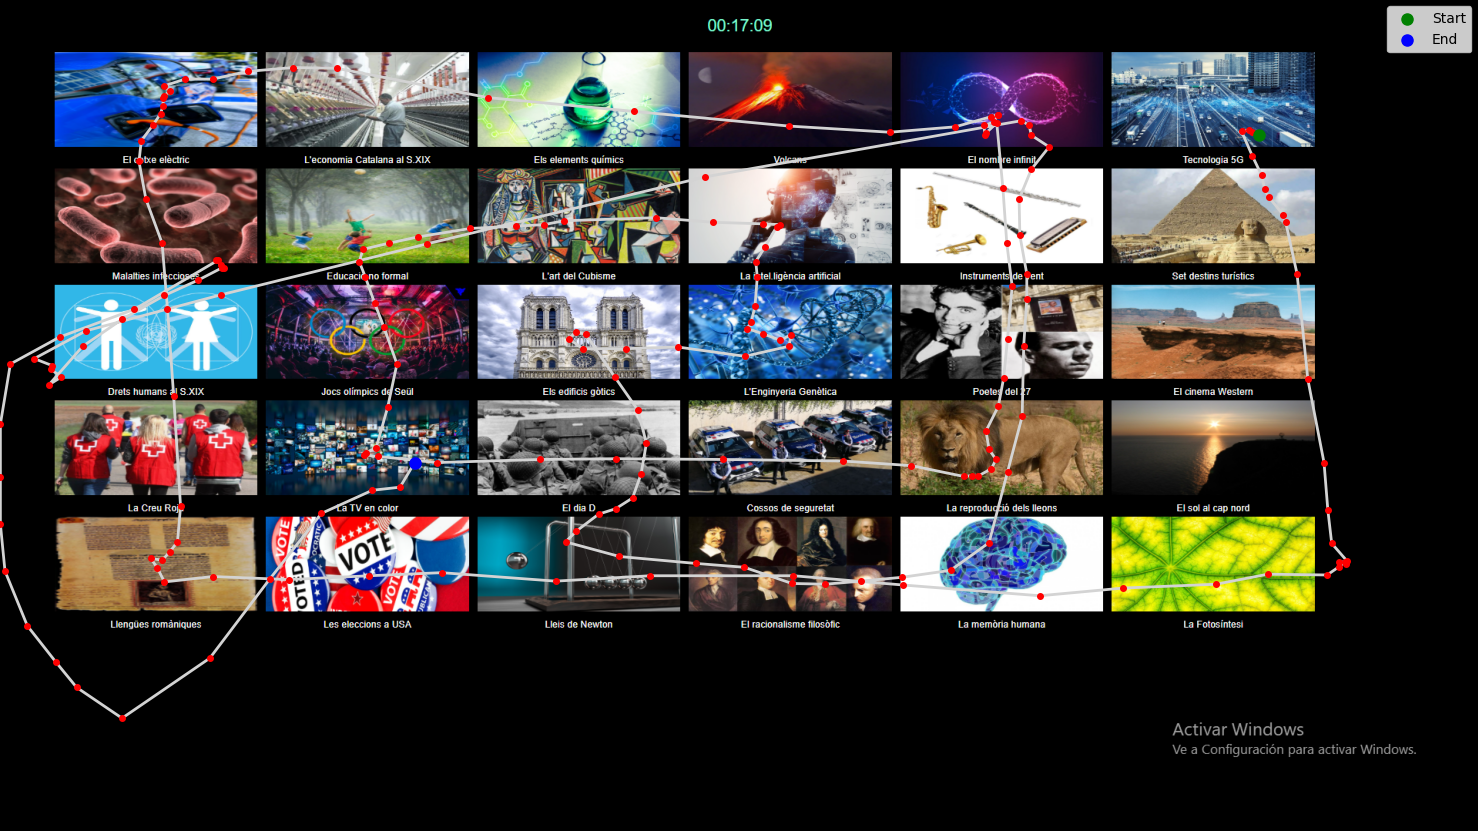 00:17:09
Start
End
El cotxe elèctric
L'economia Catalana al S.XIX
Els elements químics
Volcans
El nombre infinit
Tecnologia 5G
Malalties infeccioses
Educació no formal
L'art del Cubisme
La intel.ligència artificial
Instruments de vent
Set destins turístics
Drets humans al S.XIX
Jocs olímpics de Seül
Els edificis gòtics
L'Enginyeria Genètica
Poetes del 27
El cinema Western
La Creu Roja
La TV en color
El dia D
Cossos de seguretat
La reproducció dels lleons
El sol al cap nord
VOTE
Llengües romàniques
Les eleccions a USA
Lleis de Newton
El racionalisme filosòfic
La memòria humana
La Fotosíntesi
Activar Windows
Ve a Configuración para activar Windows.